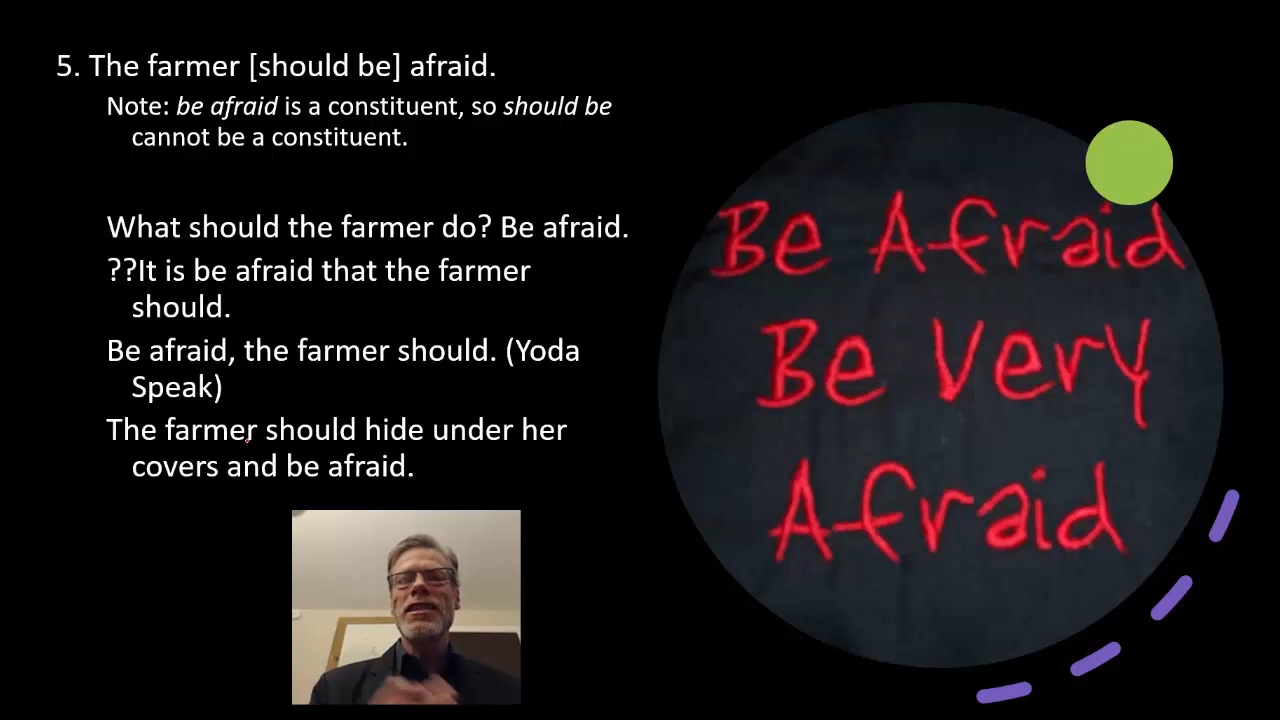 5. The farmer [should be] afraid.
Note: be afraid is a constituent, so should be
cannot be a constituent.
What should the farmer do? Be afraid.
??It is be afraid that the farmer
should.
Be afraid, the farmer should. (Yoda
Speak)
The farmer should hide under her
covers and be afraid.
Be Afraid
Be Very
Afraid